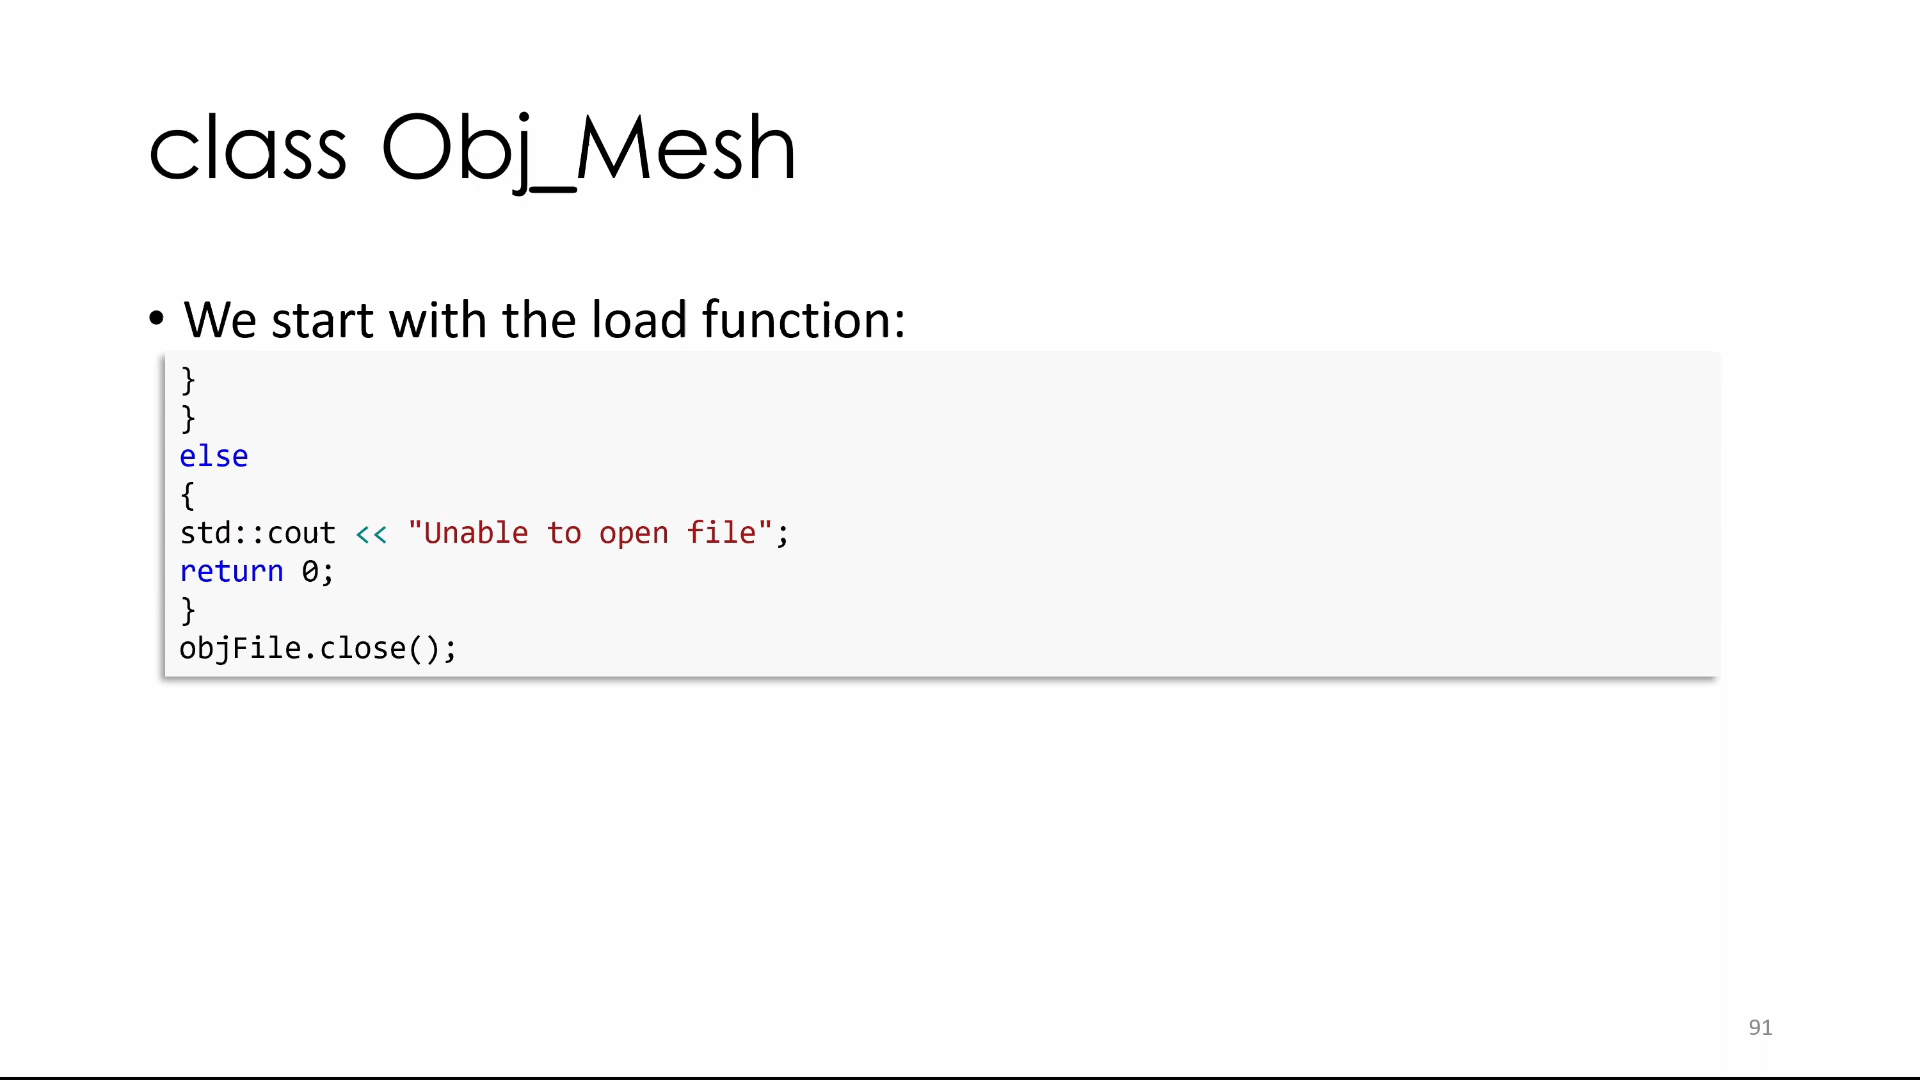 class Obj_Mesh
• We start with the load function:
}
}
else
{
std::cout << "Unable to open file";
return 0;
}
objFile.close();
91